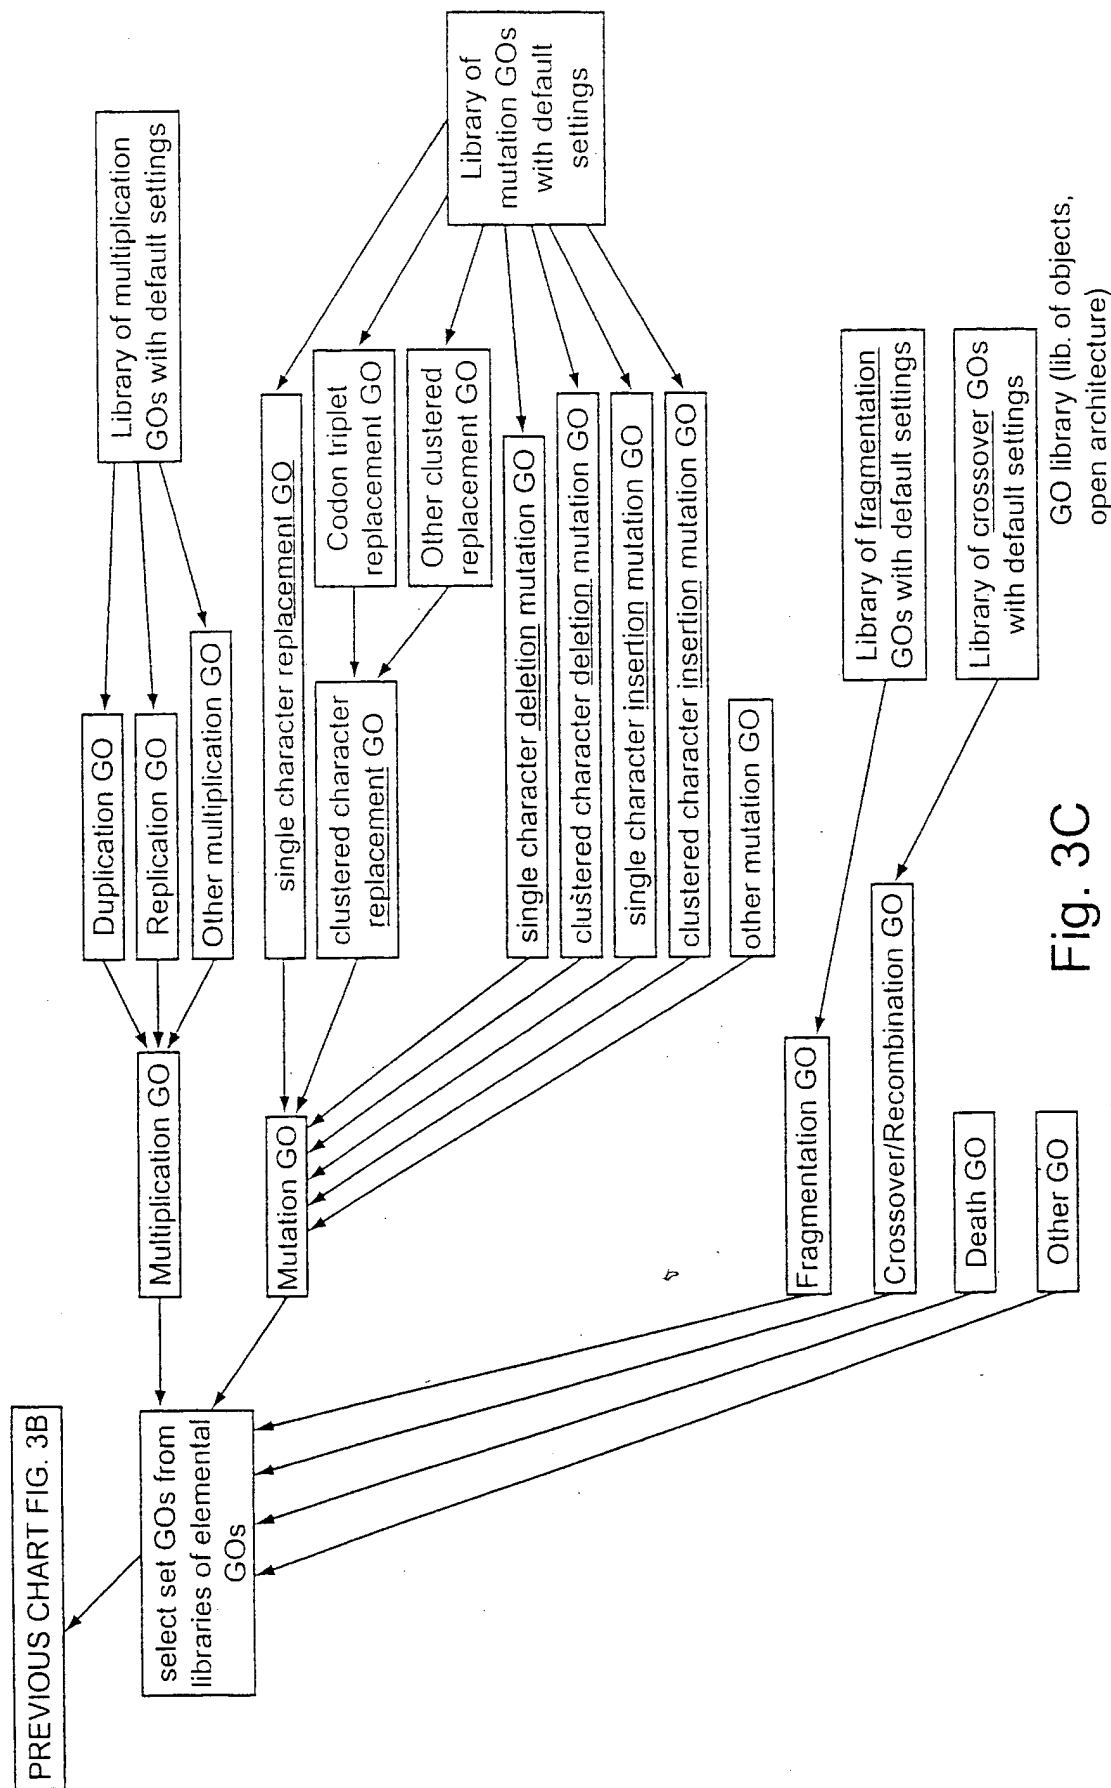 PREVIOUS CHART FIG. 3B
select set GOs from
libraries of elemental
GOs
Multiplication GO
Duplication GO
Replication GO
Other multiplication GO
Library of multiplication
GOs with default settings
Mutation GO
single character replacement GO
clustered character
replacement GO
Codon triplet
replacement GO
Other clustered
replacement GO
single character deletion mutation GO
clustered character deletion mutation GO
single character insertion mutation GO
clustered character insertion mutation GO
other mutation GO
Library of
mutation GOs
with default
settings
Fragmentation GO
Library of fragmentation
GOs with default settings
Crossover/Recombination GO
Library of crossover GOs
with default settings
Death GO
Other GO
GO library (lib. of objects,
open architecture)
Fig. 3C